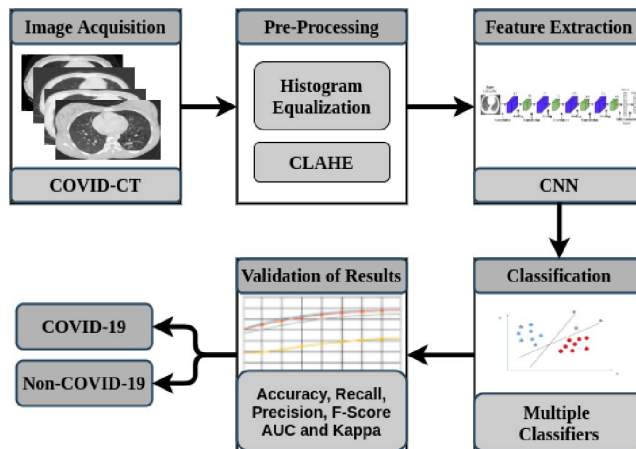 Image Acquisition
COVID-CT
Pre-Processing
Histogram
Equalization
CLAHE
Feature Extraction
CNN
Classification
Multiple
Classifiers
Validation of Results
Accuracy, Recall,
Precision, F-Score
AUC and Kappa
COVID-19
Non-COVID-19